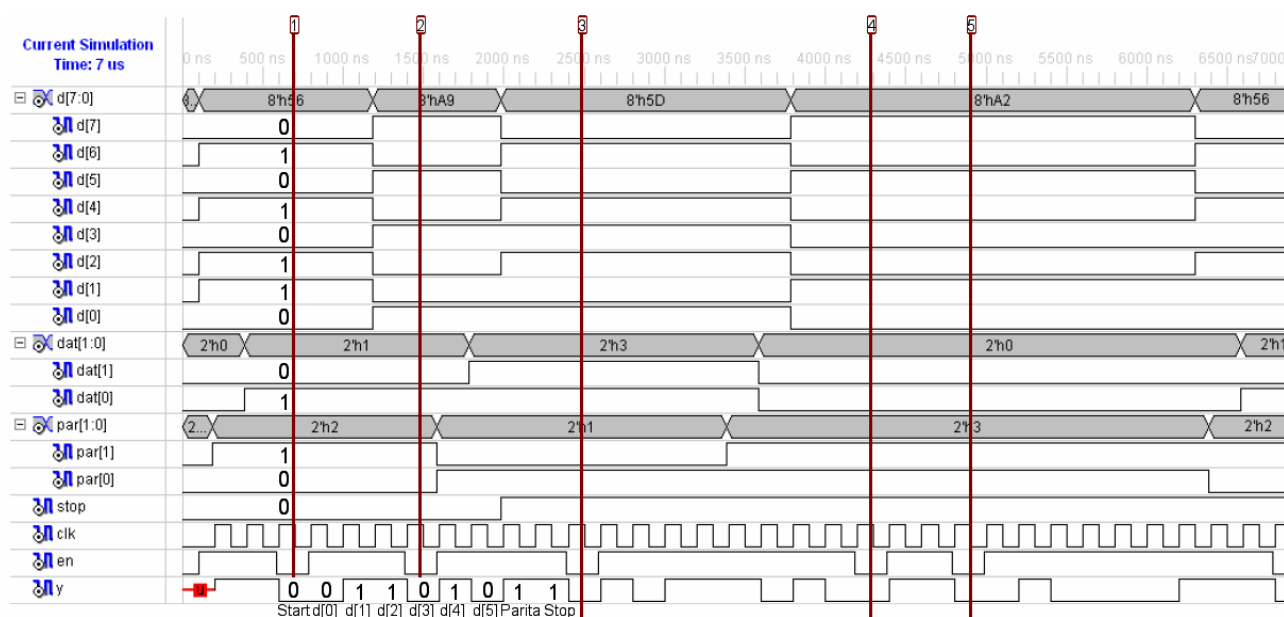 1 2 3 4 5
Current Simulation
Time: 7 us
0 ns 500 ns 1000 ns 1500 ns 2000 ns 2500 ns 3000 ns 3500 ns 4000 ns 4500 ns 5000 ns 5500 ns 6000 ns 6500 ns 7000
d[7:0] 8... 8'h56 8'hA9 8'h5D 8'hA2 8'h56
d[7] 0
d[6] 1
d[5] 0
d[4] 1
d[3] 0
d[2] 1
d[1] 1
d[0] 0
dat[1:0] 2'h0 2'h1 2'h3 2'h0 2'h1
dat[1] 0
dat[0] 1
par[1:0] 2... 2'h2 2'h1 2'h3 2'h2
par[1] 1
par[0] 0
stop 0
clk
en
y u 0 0 1 1 0 1 0 1 1
Start d[0] d[1] d[2] d[3] d[4] d[5] Parita Stop